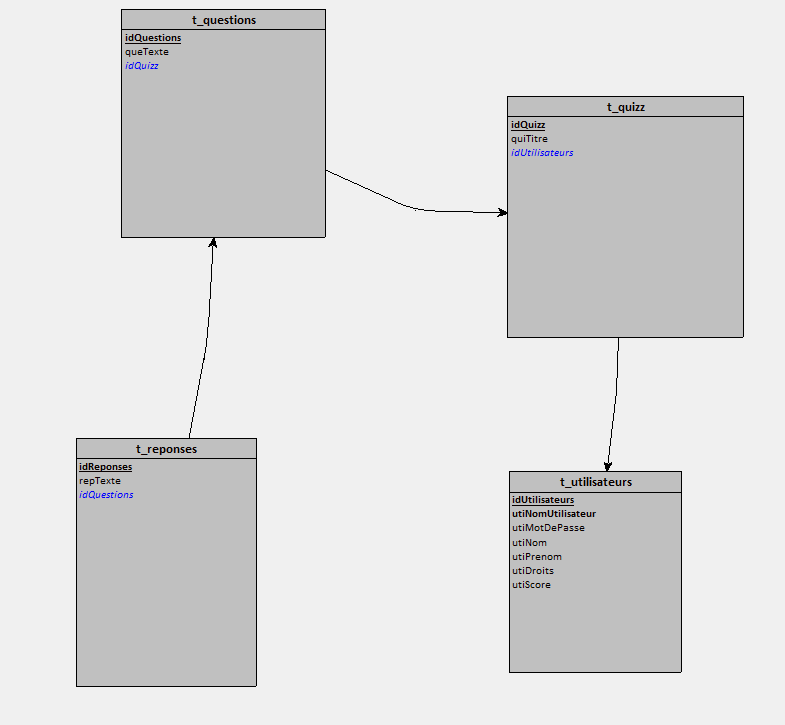 t_questions
idQuestions
queTexte
idQuizz
t_quizz
idQuizz
quiTitre
idUtilisateurs
t_reponses
idReponses
repTexte
idQuestions
t_utilisateurs
idUtilisateurs
utiNomUtilisateur
utiMotDePasse
utiNom
utiPrenom
utiDroits
utiScore